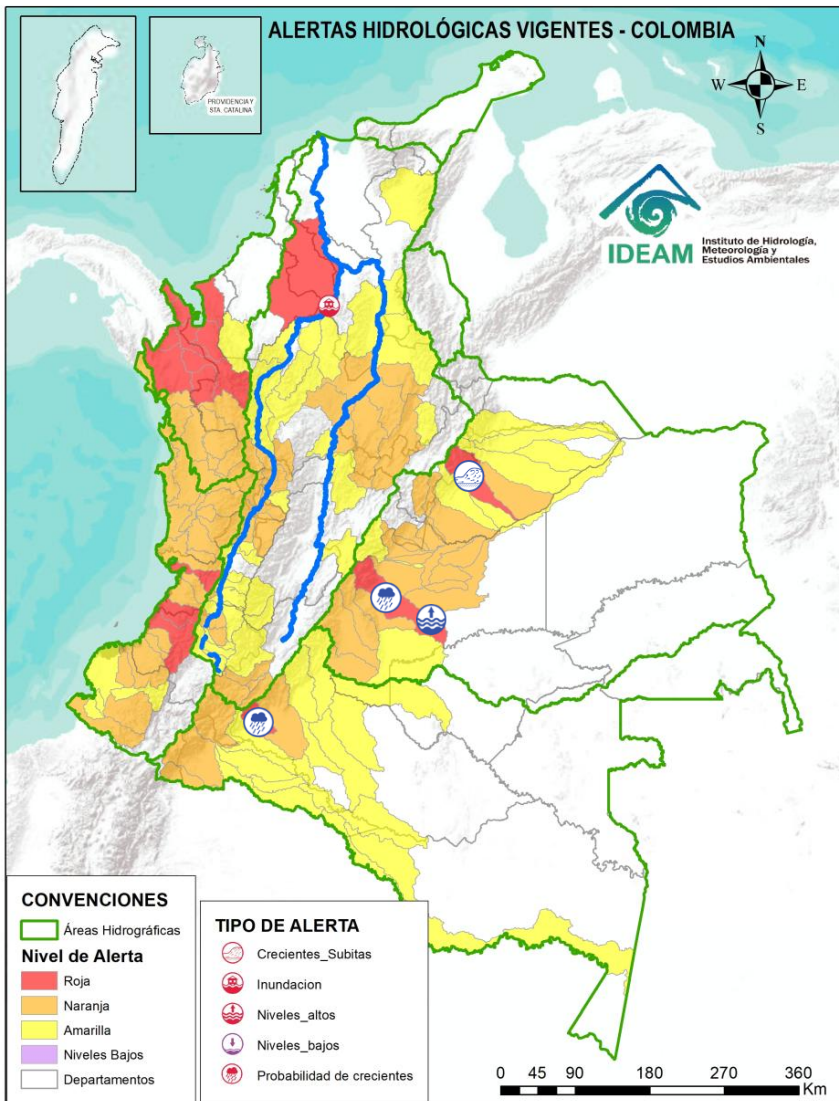 ALERTAS HIDROLÓGICAS VIGENTES - COLOMBIA
PROVIDENCIA Y
STA. CATALINA
N
W
E
S
IDEAM
Instituto de Hidrología,
Meteorología y
Estudios Ambientales
CONVENCIONES
Áreas Hidrográficas
Nivel de Alerta
Roja
Naranja
Amarilla
Niveles Bajos
Departamentos
TIPO DE ALERTA
Crecientes_Subitas
Inundacion
Niveles_altos
Niveles_bajos
Probabilidad de crecientes
0 45 90 180 270 360
Km